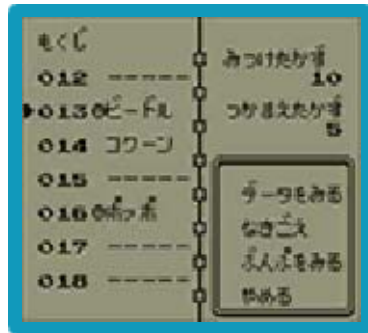 もくじ
012 -----
013 ビードル
014 コクーン
015 -----
016 ポッポ
017 -----
018 -----
みつけたかず
10
つかまえたかず
5
データをみる
なきごえ
ぶんぷをみる
やめる